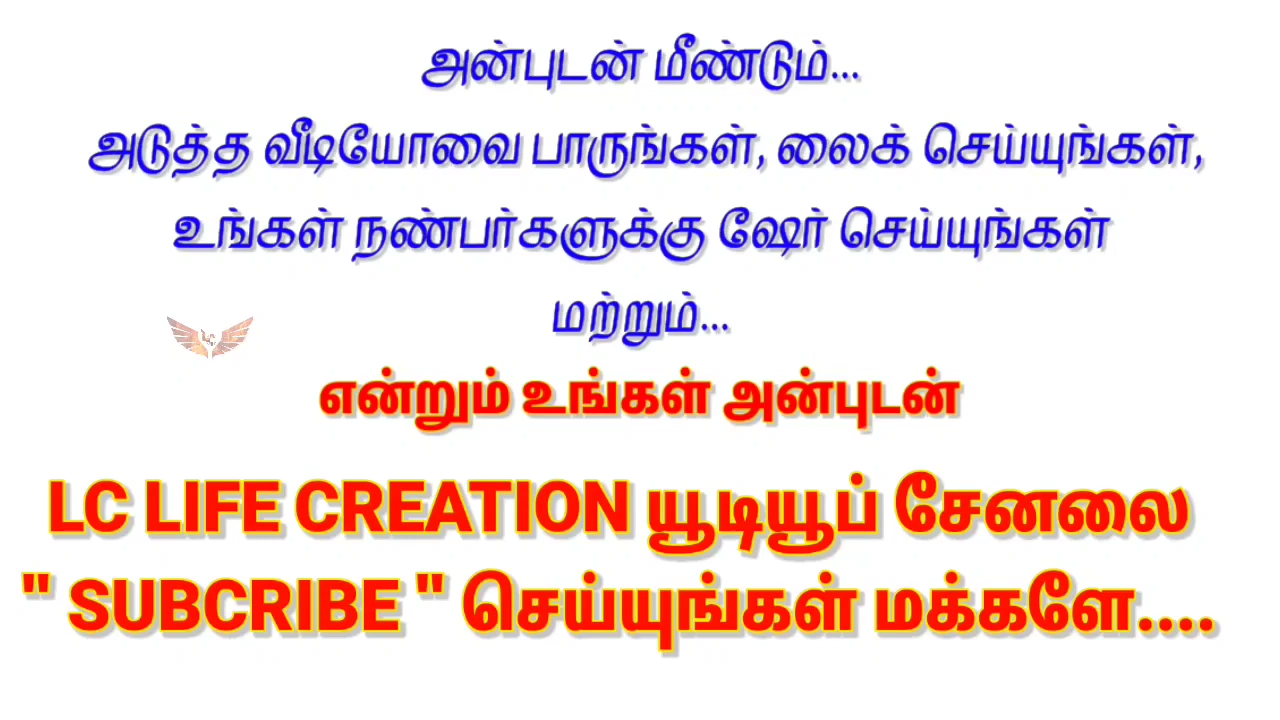 அன்புடன் மீண்டும்...
அடுத்த வீடியோவை பாருங்கள், லைக் செய்யுங்கள்,
உங்கள் நண்பர்களுக்கு ஷேர் செய்யுங்கள்
மற்றும்...
என்றும் உங்கள் அன்புடன்
LC LIFE CREATION யூடியூப் சேனலை
" SUBCRIBE " செய்யுங்கள் மக்களே....